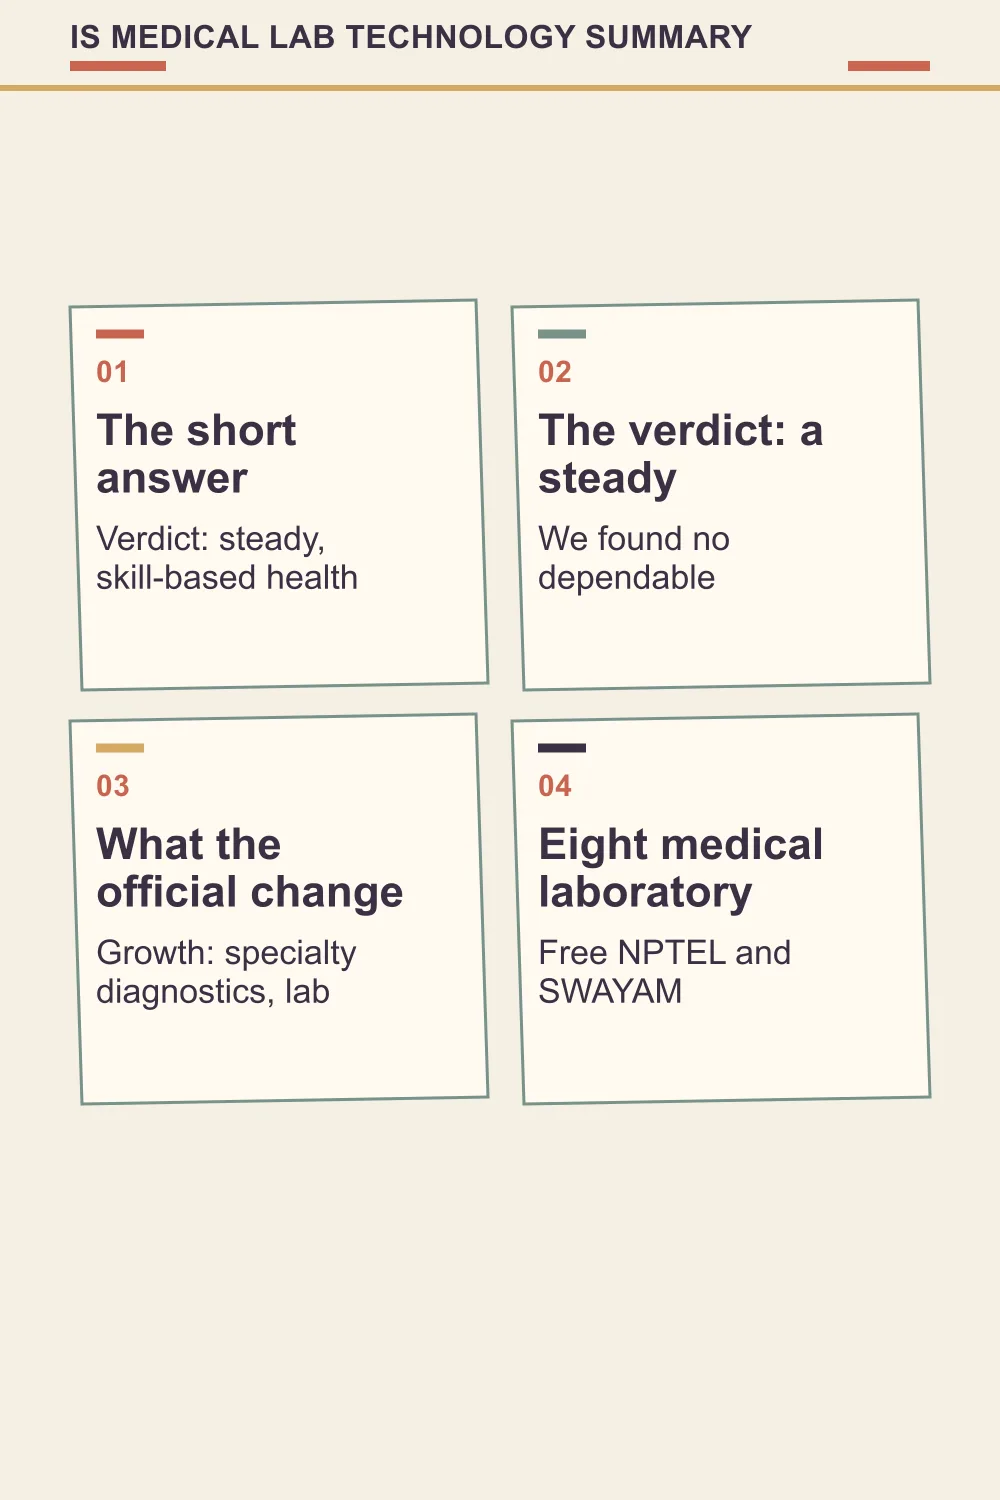 IS MEDICAL LAB TECHNOLOGY SUMMARY
01
The short
answer
Verdict: steady,
skill-based health
02
The verdict: a
steady
We found no
dependable
03
What the
official change
Growth: specialty
diagnostics, lab
04
Eight medical
laboratory
Free NPTEL and
SWAYAM